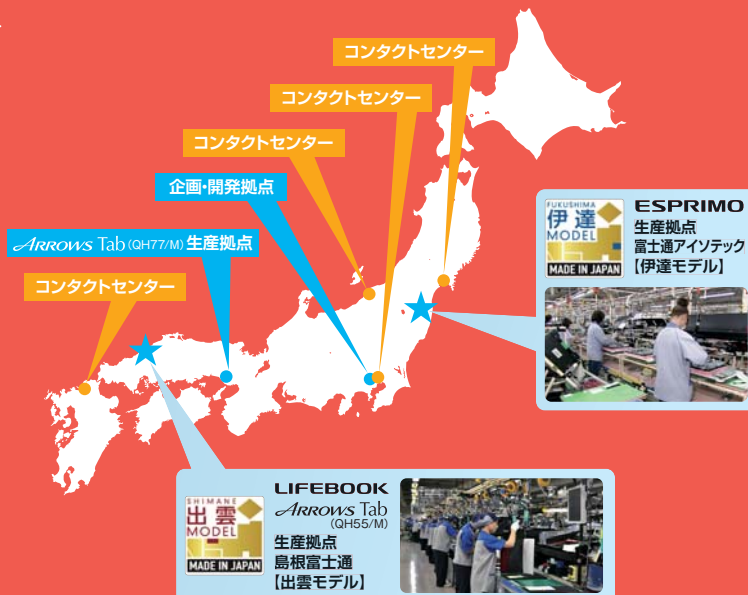 コンタクトセンター
コンタクトセンター
コンタクトセンター
企画・開発拠点
ARROWS Tab (QH77/M) 生産拠点
コンタクトセンター
FUKUSHIMA
伊達
MODEL
MADE IN JAPAN
ESPRIMO
生産拠点
富士通アイソテック
【伊達モデル】
SHIMANE
出雲
MODEL
MADE IN JAPAN
LIFEBOOK
ARROWS Tab
(QH55/M)
生産拠点
島根富士通
【出雲モデル】